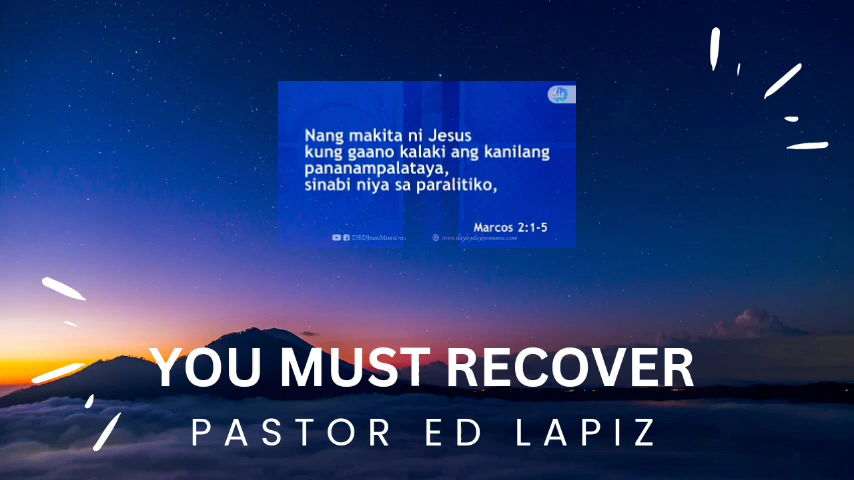 Nang makita ni Jesus
kung gaano kalaki ang kanilang
pananampalataya,
sinabi niya sa paralitiko,
Marcos 2:1-5
YOU MUST RECOVER
PASTOR ED LAPIZ